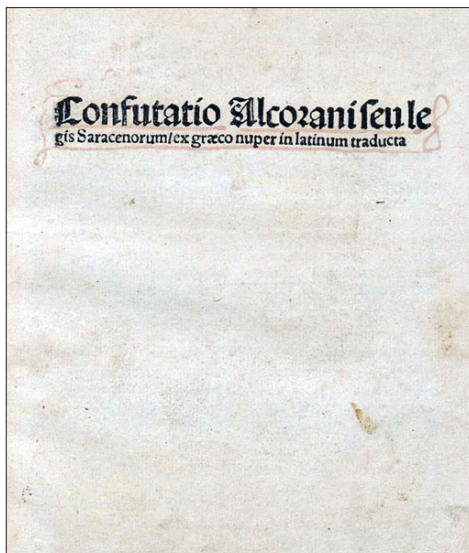 Confutatio Alcorani seu le
gis Saracenorum/ex græco nuper in latinum traducta